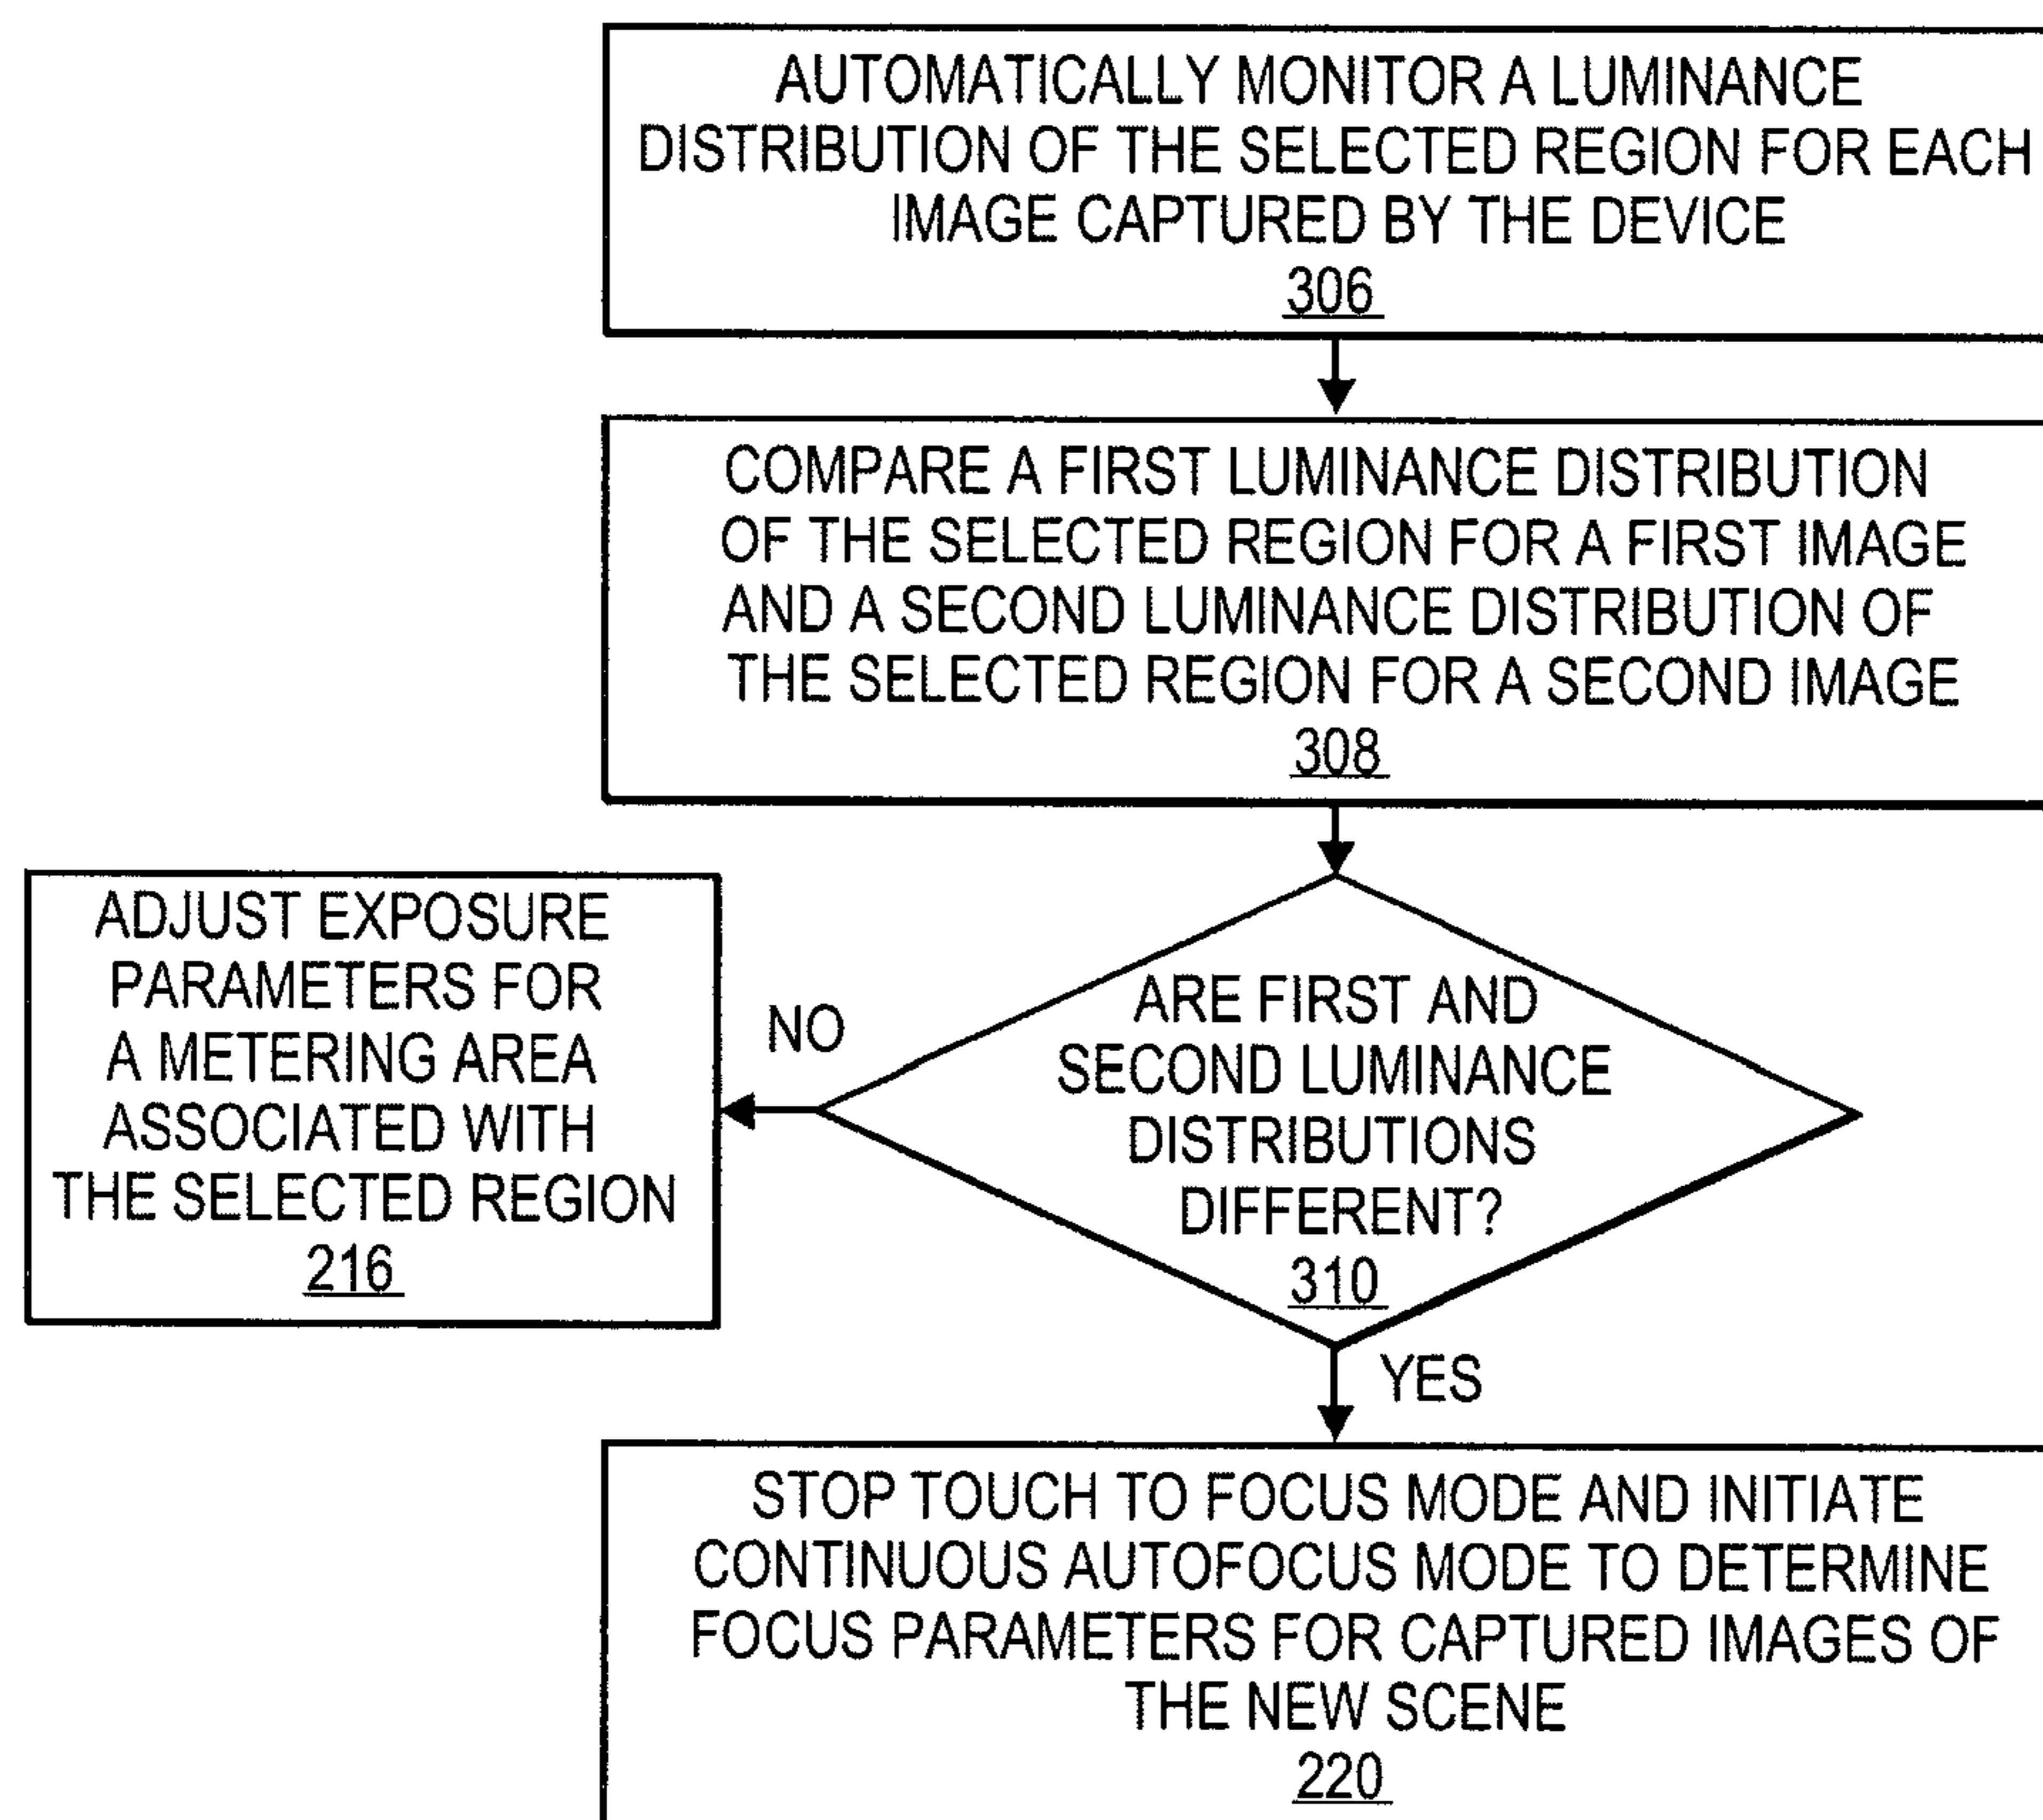 AUTOMATICALLY MONITOR A LUMINANCE
DISTRIBUTION OF THE SELECTED REGION FOR EACH
IMAGE CAPTURED BY THE DEVICE
306
COMPARE A FIRST LUMINANCE DISTRIBUTION
OF THE SELECTED REGION FOR A FIRST IMAGE
AND A SECOND LUMINANCE DISTRIBUTION OF
THE SELECTED REGION FOR A SECOND IMAGE
308
ADJUST EXPOSURE
PARAMETERS FOR
A METERING AREA
ASSOCIATED WITH
THE SELECTED REGION
216
NO
ARE FIRST AND
SECOND LUMINANCE
DISTRIBUTIONS
DIFFERENT?
310
YES
STOP TOUCH TO FOCUS MODE AND INITIATE
CONTINUOUS AUTOFOCUS MODE TO DETERMINE
FOCUS PARAMETERS FOR CAPTURED IMAGES OF
THE NEW SCENE
220